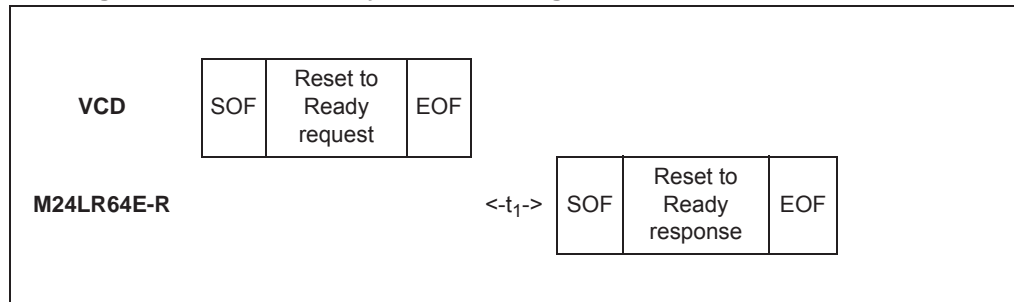 VCD
SOF
Reset to
Ready
request
EOF
M24LR64E-R
<-t1->
SOF
Reset to
Ready
response
EOF